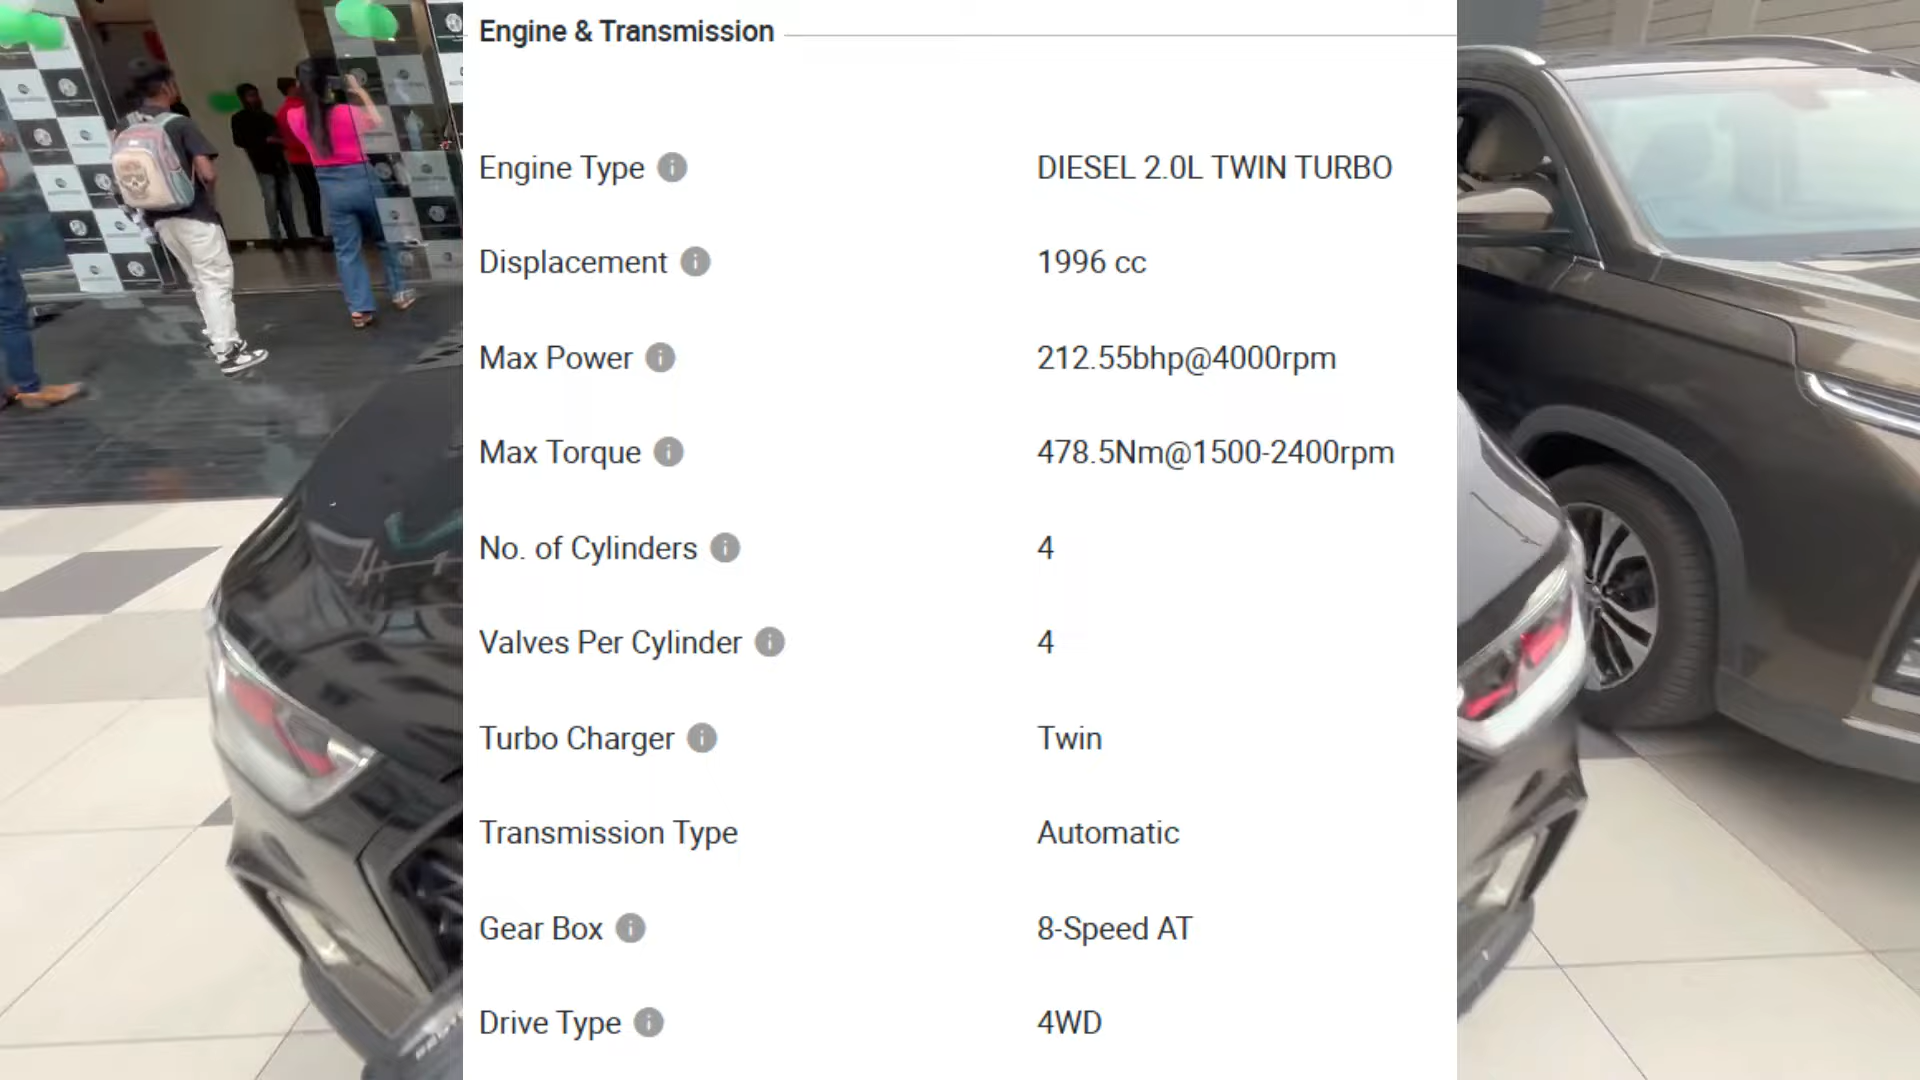 Engine & Transmission
Engine Type DIESEL 2.0L TWIN TURBO
Displacement 1996 cc
Max Power 212.55bhp@4000rpm
Max Torque 478.5Nm@1500-2400rpm
No. of Cylinders 4
Valves Per Cylinder 4
Turbo Charger Twin
Transmission Type Automatic
Gear Box 8-Speed AT
Drive Type 4WD